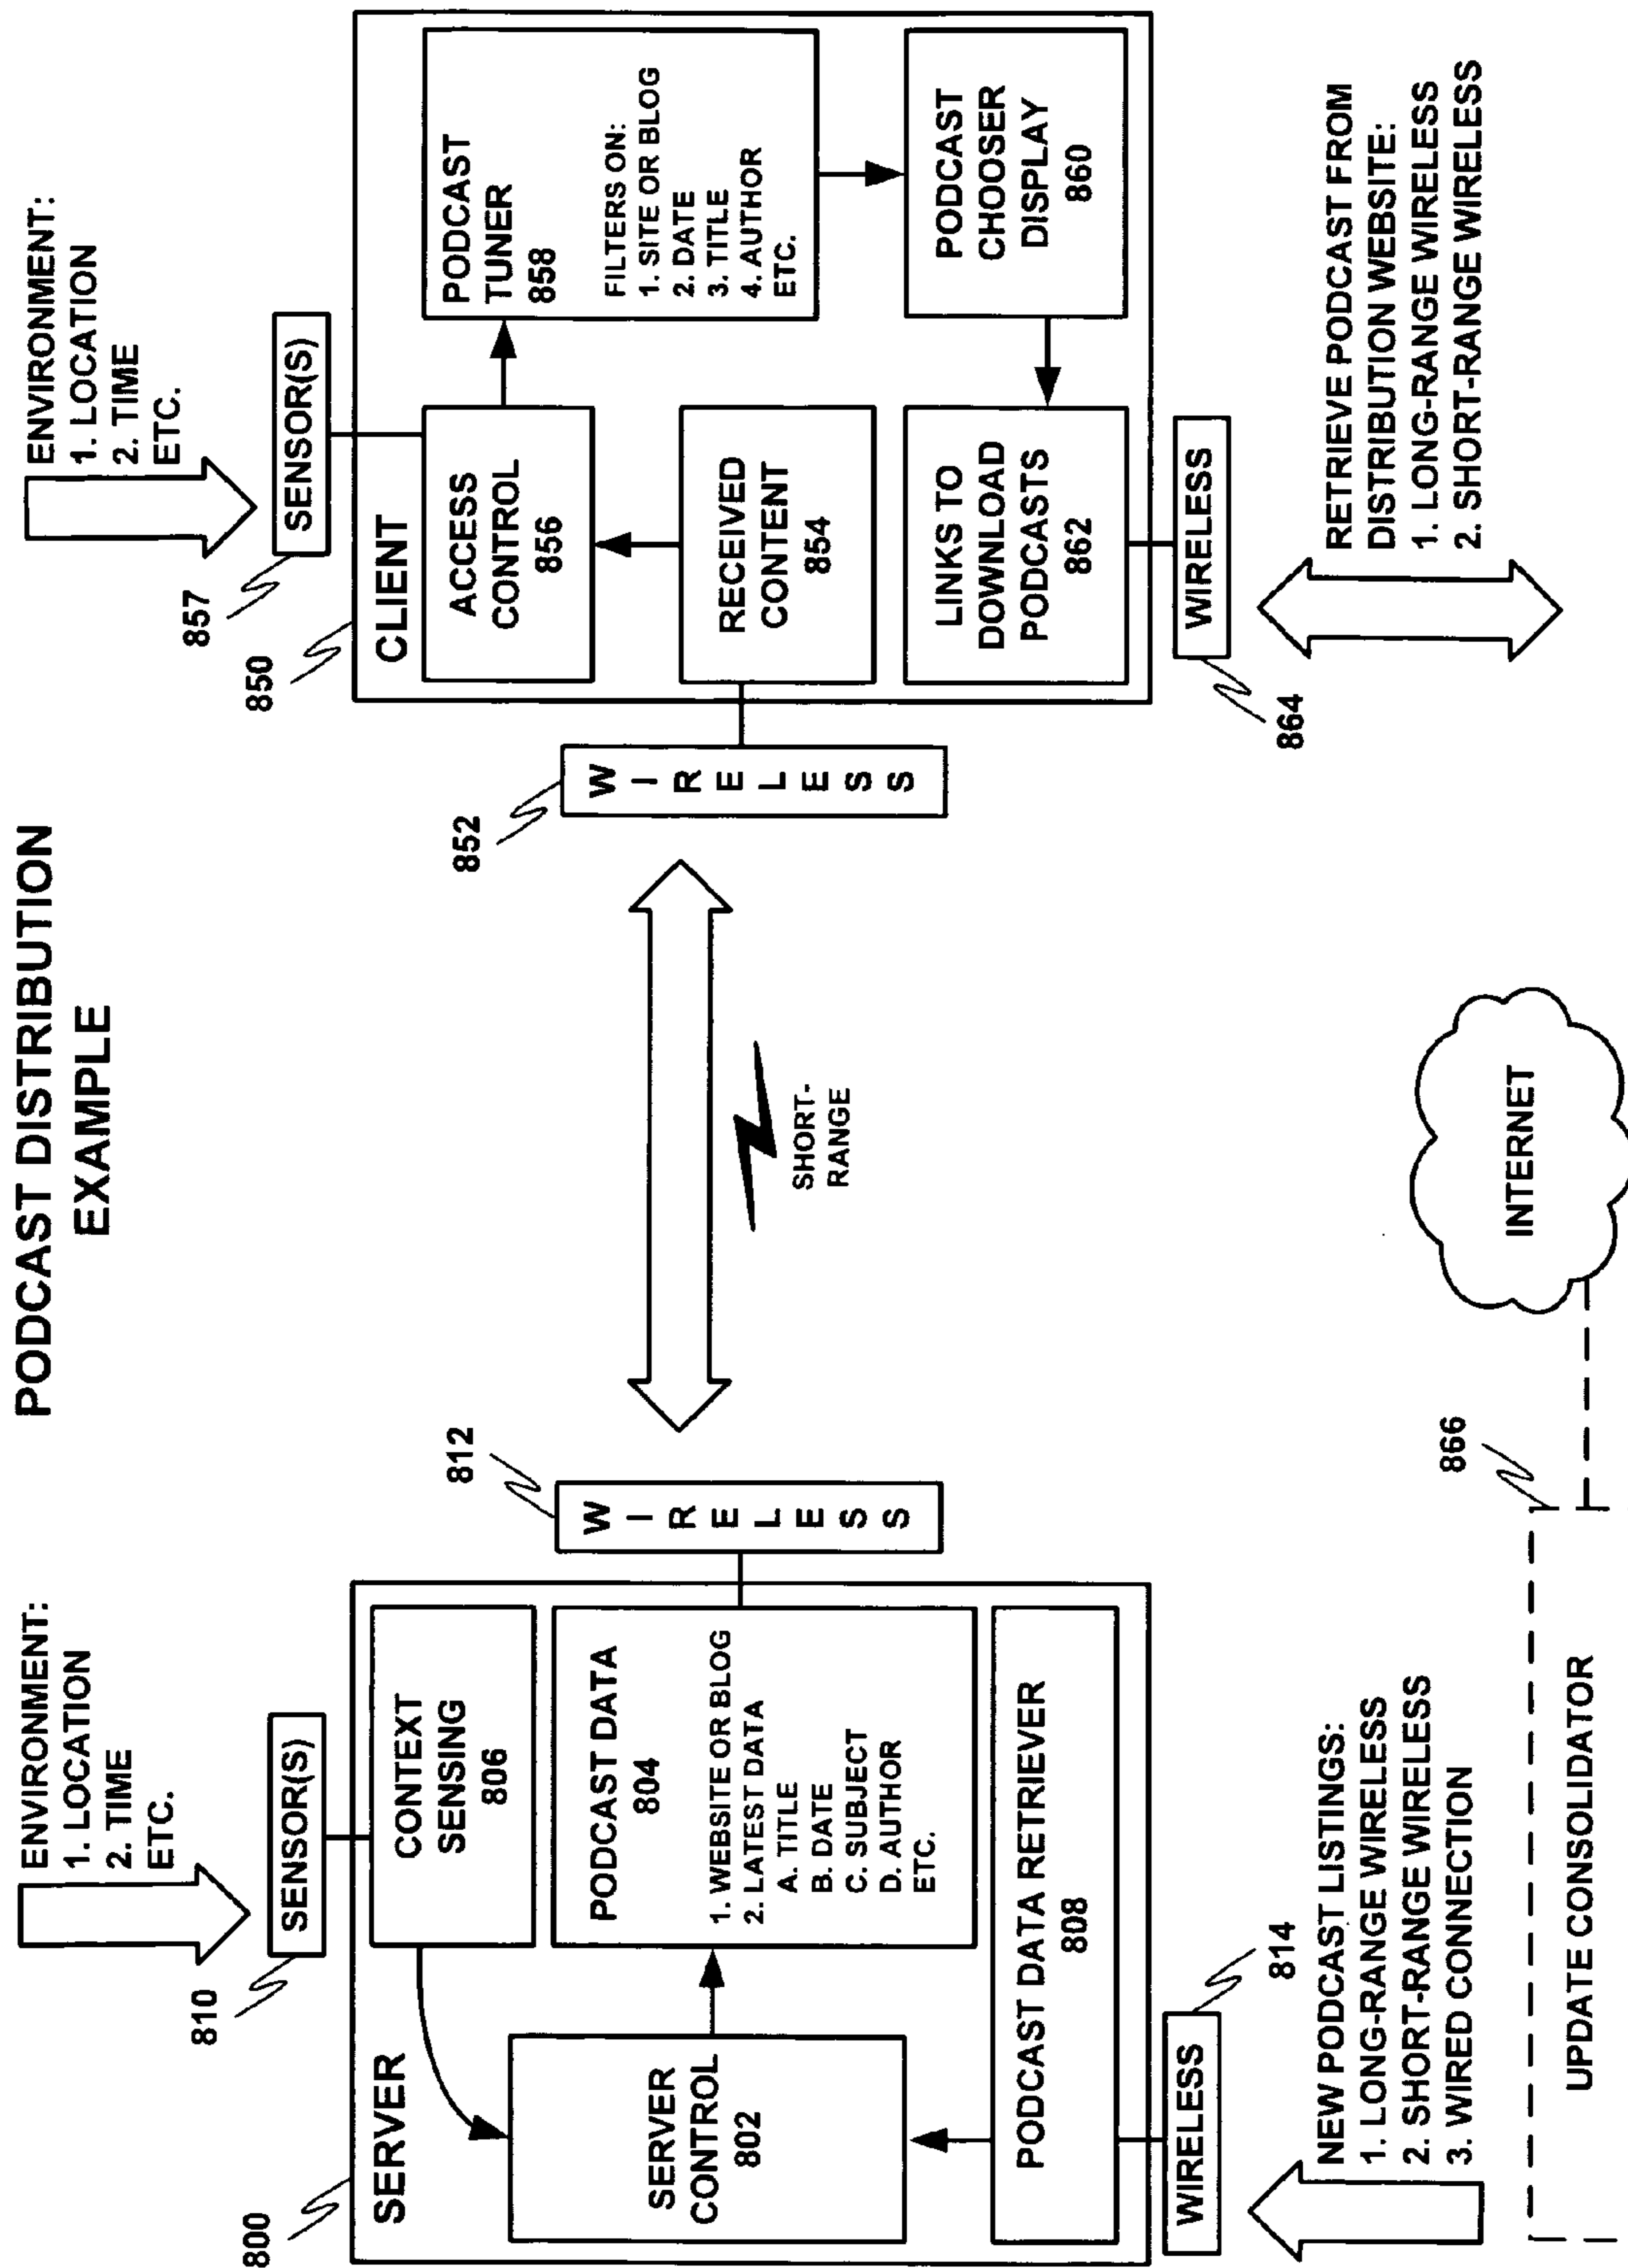 PODCAST DISTRIBUTION
EXAMPLE
ENVIRONMENT:
1. LOCATION
2. TIME
ETC.
SENSOR(S)
810
800
SERVER
CONTEXT
SENSING
806
SERVER
CONTROL
802
PODCAST DATA
804
1. WEBSITE OR BLOG
2. LATEST DATA
A. TITLE
B. DATE
C. SUBJECT
D. AUTHOR
ETC.
PODCAST DATA RETRIEVER
808
WIRELESS
812
WIRELESS
814
NEW PODCAST LISTINGS:
1. LONG-RANGE WIRELESS
2. SHORT-RANGE WIRELESS
3. WIRED CONNECTION
UPDATE CONSOLIDATOR
866
INTERNET
SHORT-
RANGE
ENVIRONMENT:
1. LOCATION
2. TIME
ETC.
SENSOR(S)
857
850
CLIENT
WIRELESS
852
ACCESS
CONTROL
856
RECEIVED
CONTENT
854
PODCAST
TUNER
858
FILTERS ON:
1. SITE OR BLOG
2. DATE
3. TITLE
4. AUTHOR
ETC.
PODCAST
CHOOSER
DISPLAY
860
LINKS TO
DOWNLOAD
PODCASTS
862
WIRELESS
864
RETRIEVE PODCAST FROM
DISTRIBUTION WEBSITE:
1. LONG-RANGE WIRELESS
2. SHORT-RANGE WIRELESS